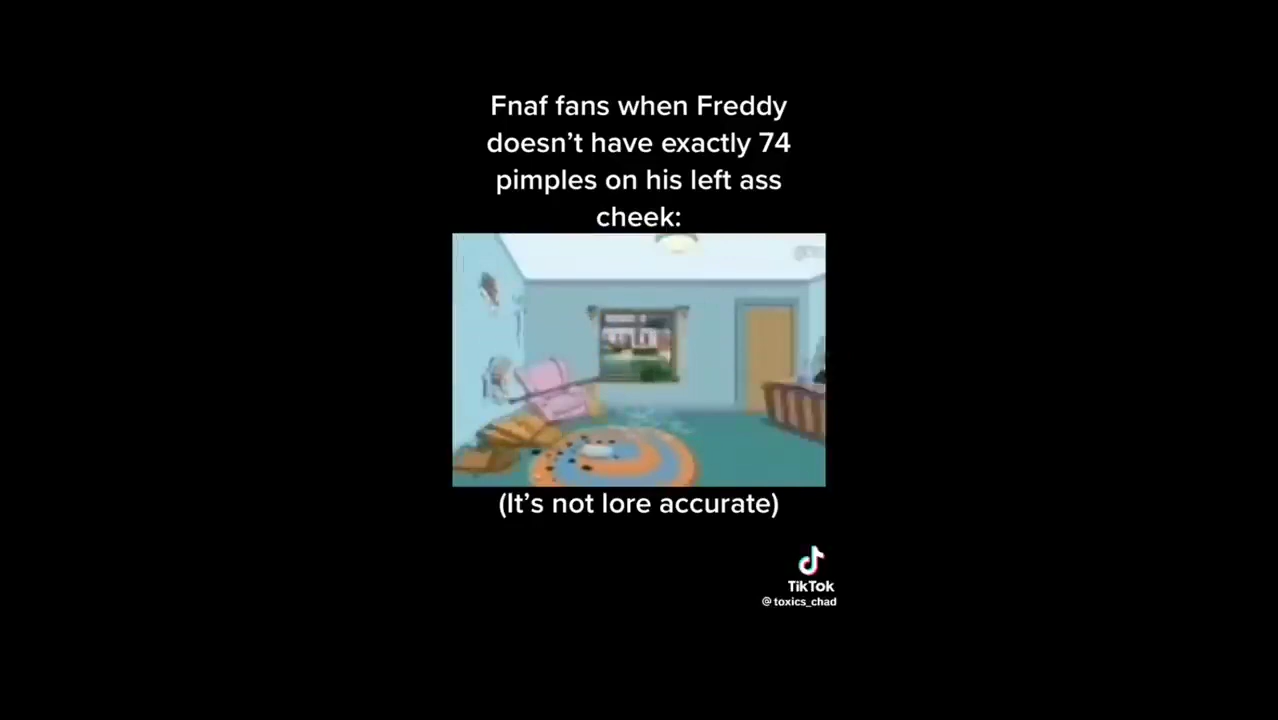 Fnaf fans when Freddy
doesn’t have exactly 74
pimples on his left ass
cheek:
(It’s not lore accurate)
TikTok
@toxics_chad